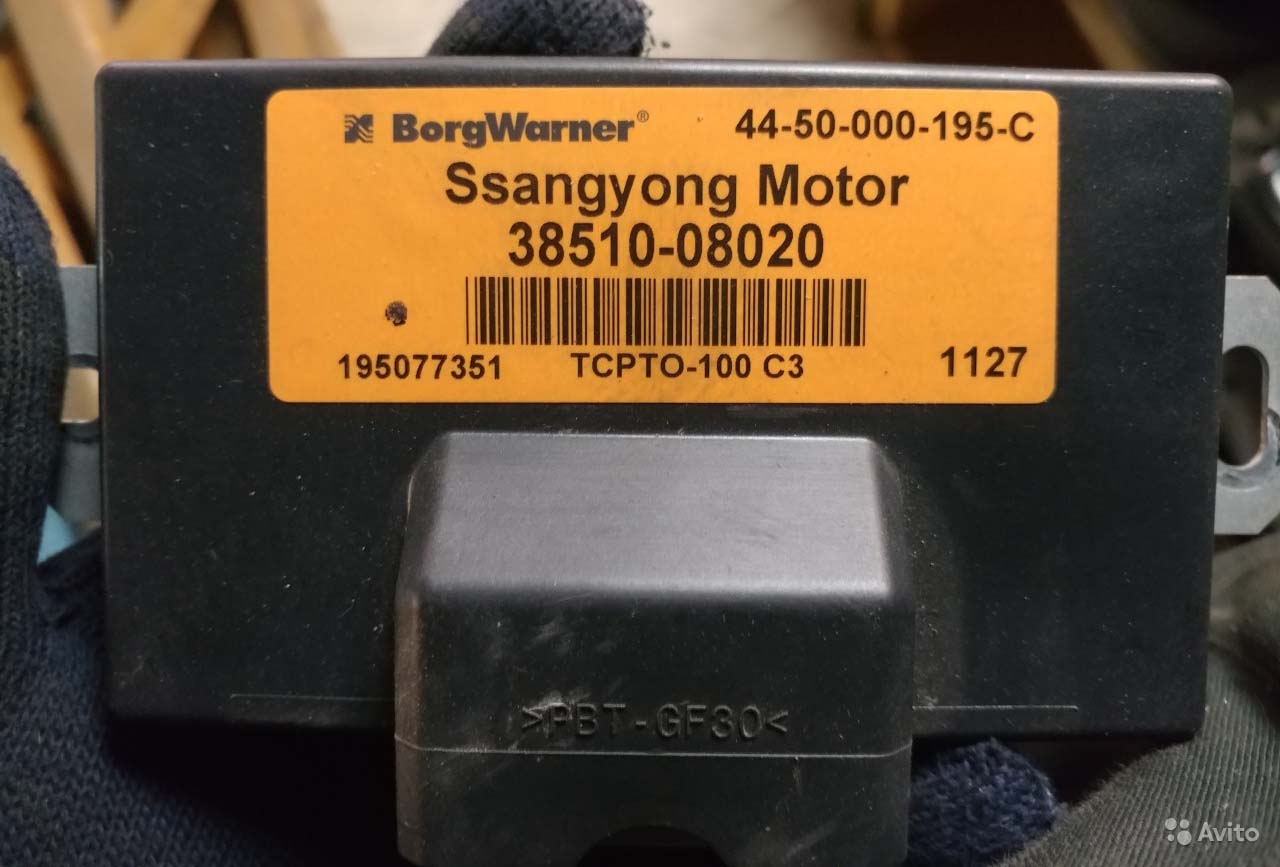 BorgWarner® 44-50-000-195-C
Ssangyong Motor
38510-08020
195077351 TCPTO-100 C3 1127
>PBT-GF30<
Avito